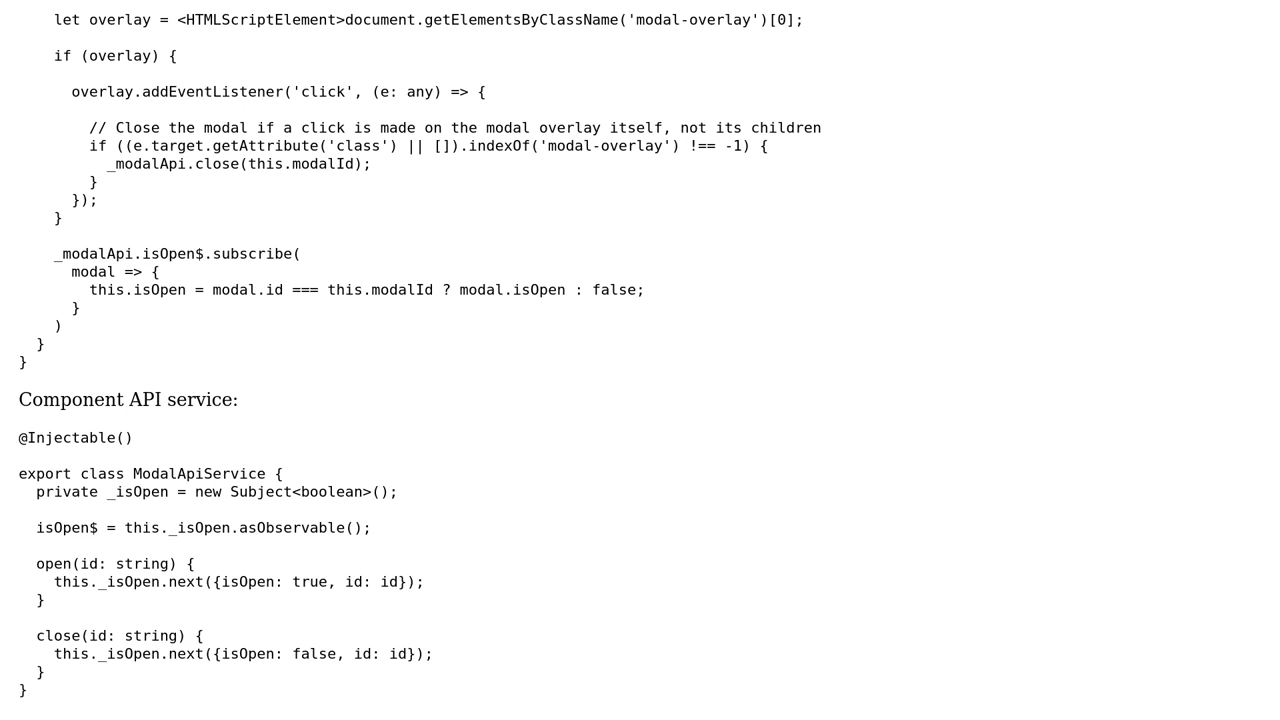 let overlay = <HTMLScriptElement>document.getElementsByClassName('modal-overlay')[0];
if (overlay) {
overlay.addEventListener('click', (e: any) => {
// Close the modal if a click is made on the modal overlay itself, not its children
if ((e.target.getAttribute('class') || []).indexOf('modal-overlay') !== -1) {
_modalApi.close(this.modalId);
}
});
}
_modalApi.isOpen$.subscribe(
modal => {
this.isOpen = modal.id === this.modalId ? modal.isOpen : false;
}
)
}
}
Component API service:
@Injectable()
export class ModalApiService {
private _isOpen = new Subject<boolean>();
isOpen$ = this._isOpen.asObservable();
open(id: string) {
this._isOpen.next({isOpen: true, id: id});
}
close(id: string) {
this._isOpen.next({isOpen: false, id: id});
}
}